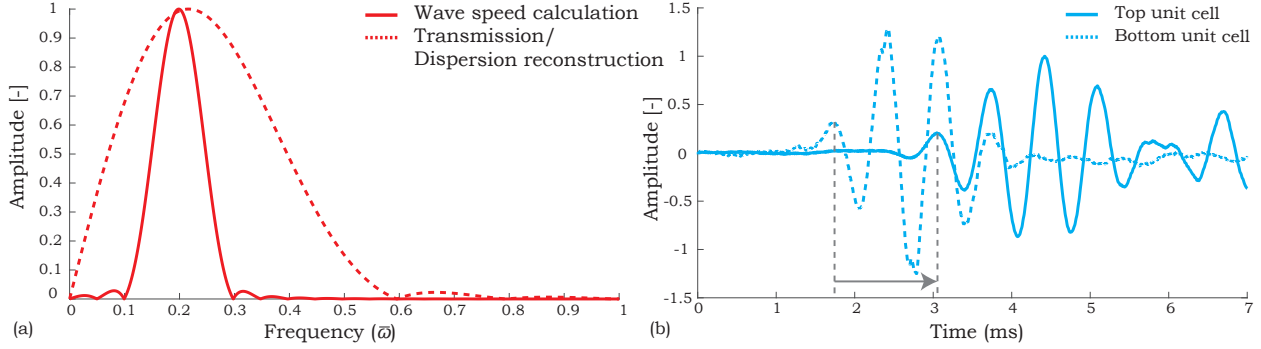 Wave speed calculation
Transmission/
Dispersion reconstruction
Amplitude [-]
1
0.9
0.8
0.7
0.6
0.5
0.4
0.3
0.2
0.1
0
0 0.1 0.2 0.3 0.4 0.5 0.6 0.7 0.8 0.9 1
(a)
Frequency (ϖ̄)
Top unit cell
Bottom unit cell
Amplitude [-]
1.5
1
0.5
0
-0.5
-1
-1.5
0 1 2 3 4 5 6 7
(b)
Time (ms)